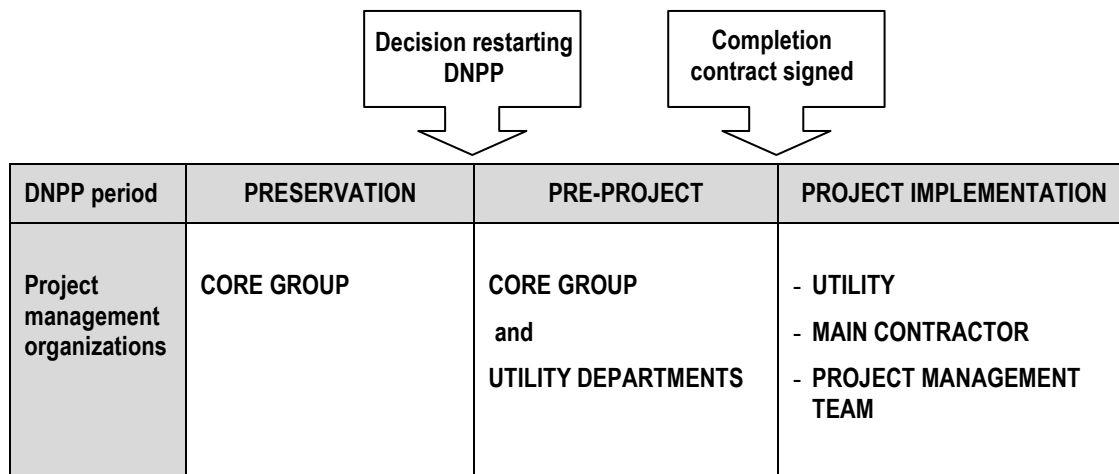 Decision restarting
DNPP
Completion
contract signed
DNPP period
PRESERVATION
PRE-PROJECT
PROJECT IMPLEMENTATION
Project
management
organizations
CORE GROUP
CORE GROUP
and
UTILITY DEPARTMENTS
- UTILITY
- MAIN CONTRACTOR
- PROJECT MANAGEMENT
TEAM